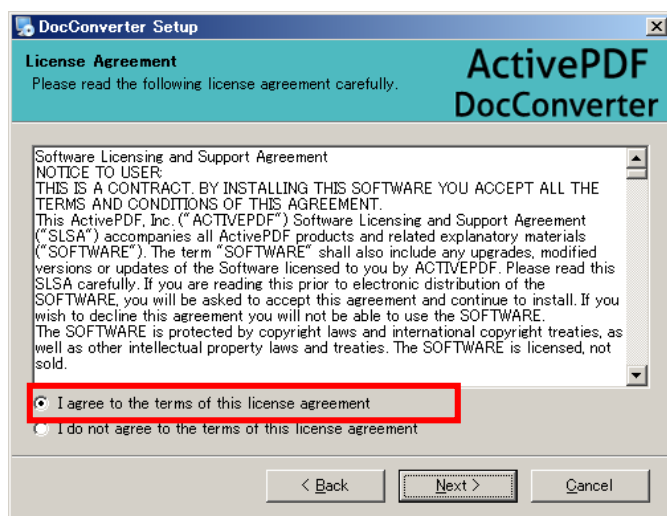 DocConverter Setup
License Agreement
Please read the following license agreement carefully.
ActivePDF
DocConverter
Software Licensing and Support Agreement
NOTICE TO USER:
THIS IS A CONTRACT. BY INSTALLING THIS SOFTWARE YOU ACCEPT ALL THE
TERMS AND CONDITIONS OF THIS AGREEMENT.
This ActivePDF, Inc. ("ACTIVEPDF") Software Licensing and Support Agreement
("SLSA") accompanies all ActivePDF products and related explanatory materials
("SOFTWARE"). The term "SOFTWARE" shall also include any upgrades, modified
versions or updates of the Software licensed to you by ACTIVEPDF. Please read this
SLSA carefully. If you are reading this prior to electronic distribution of the
SOFTWARE, you will be asked to accept this agreement and continue to install. If you
wish to decline this agreement you will not be able to use the SOFTWARE.
The SOFTWARE is protected by copyright laws and international copyright treaties, as
well as other intellectual property laws and treaties. The SOFTWARE is licensed, not
sold.
I agree to the terms of this license agreement
I do not agree to the terms of this license agreement
< Back
Next >
Cancel